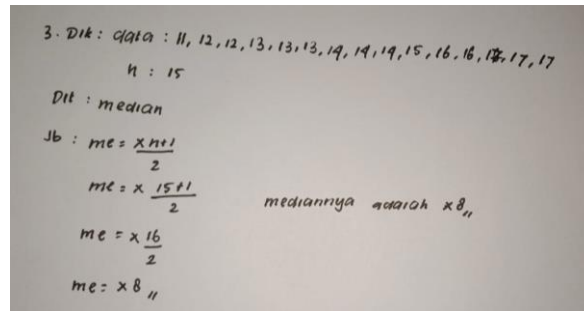 3. Dik : data : 11, 12, 12, 13, 13, 13, 14, 14, 14, 15, 16, 16, 17, 17, 17
n : 15
Dit : median
Jb : me = x n+1 / 2
me = x 15+1 / 2
mediannya adalah x8,,
me = x 16 / 2
me = x 8 ,,